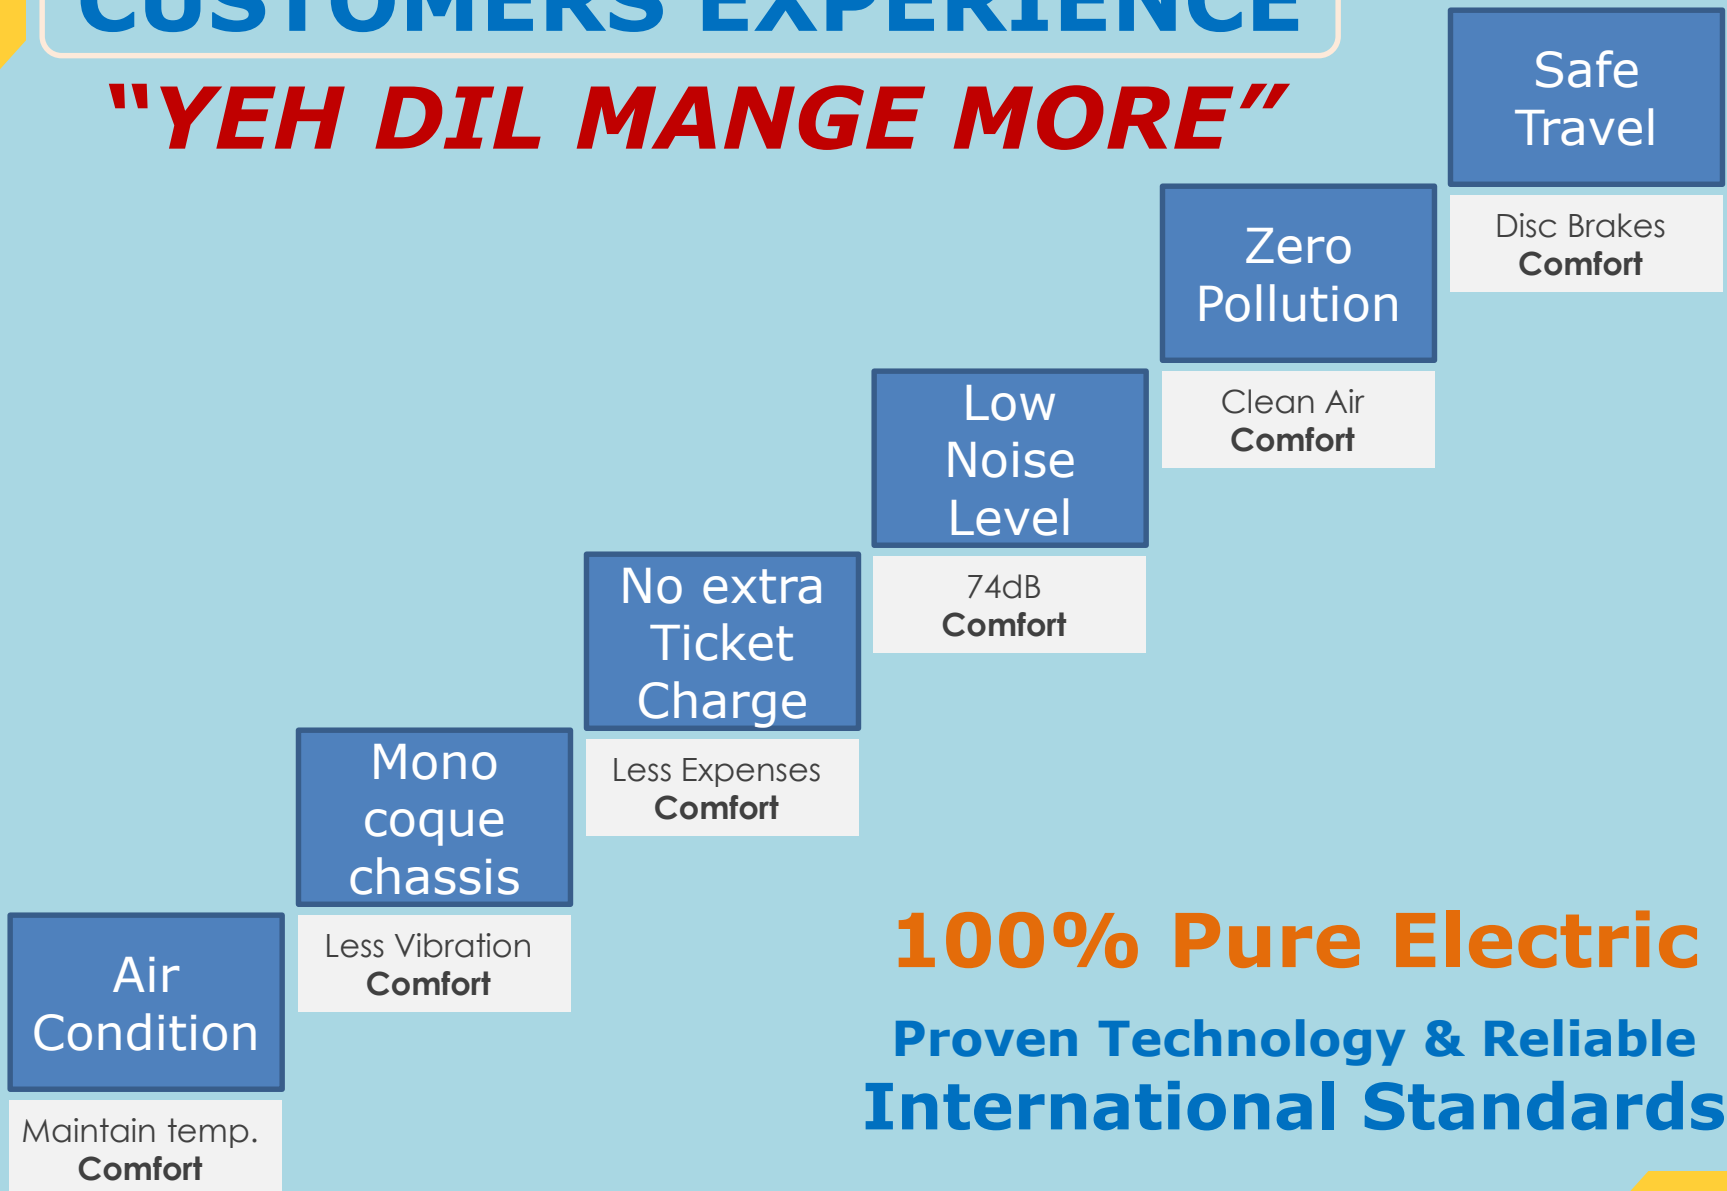 CUSTOMERS EXPERIENCE
“YEH DIL MANGE MORE”
Safe
Travel
Disc Brakes
Comfort
Zero
Pollution
Clean Air
Comfort
Low
Noise
Level
74dB
Comfort
No extra
Ticket
Charge
Less Expenses
Comfort
Mono
coque
chassis
Less Vibration
Comfort
Air
Condition
Maintain temp.
Comfort
100% Pure Electric
Proven Technology & Reliable
International Standards